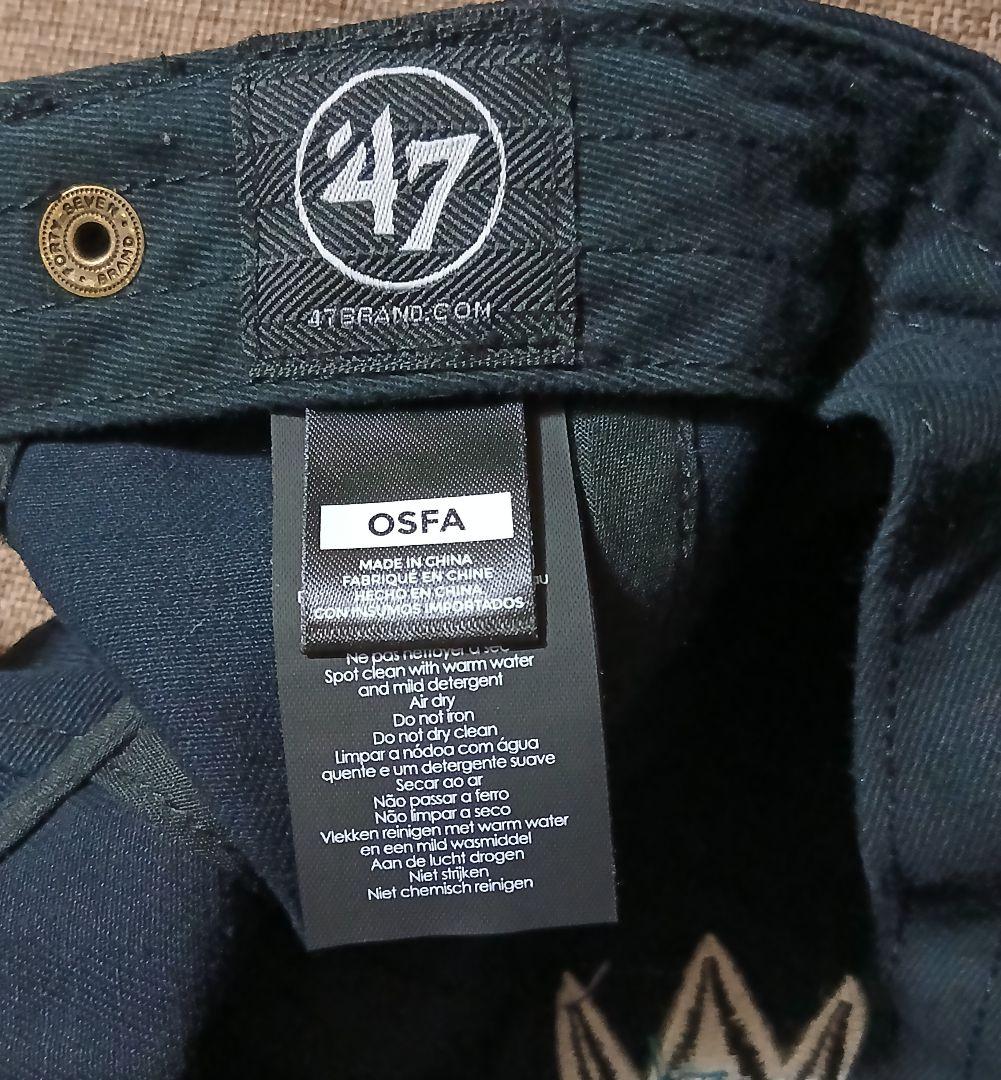 47
47BRAND.COM
FORTY SEVEN BRAND
OSFA
MADE IN CHINA
FABRIQUÉ EN CHINE
HECHO EN CHINA
CON INSUMOS IMPORTADOS
au
Ne pas nettoyer à sec
Spot clean with warm water
and mild detergent
Air dry
Do not iron
Do not dry clean
Limpar a nódoa com água
quente e um detergente suave
Secar ao ar
Não passar a ferro
Não limpar a seco
Vlekken reinigen met warm water
en een mild wasmiddel
Aan de lucht drogen
Niet strijken
Niet chemisch reinigen